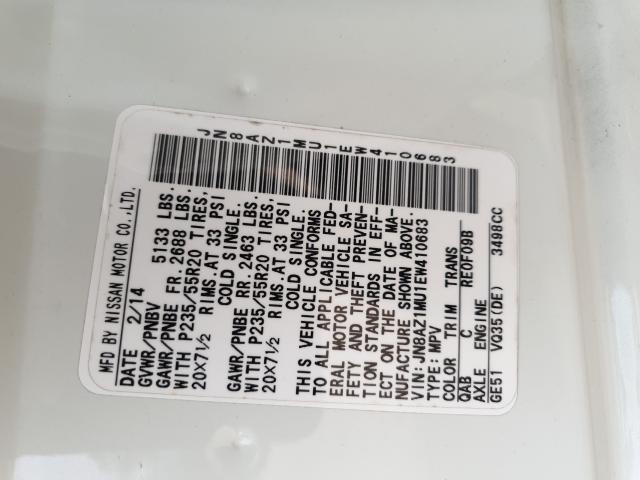 MFD BY NISSAN MOTOR CO.,LTD.
DATE 2/14
GVWR/PNBV 5133 LBS.
GAWR/PNBE FR. 2688 LBS.
WITH P235/55R20 TIRES,
20X7½ RIMS.AT 33 PSI
COLD SINGLE.
GAWR/PNBE RR. 2463 LBS.
WITH P235/55R20 TIRES,
20X7½ RIMS.AT 33 PSI
COLD SINGLE.
THIS VEHICLE CONFORMS
TO ALL APPLICABLE FED-
ERAL MOTOR VEHICLE SA-
FETY AND THEFT PREVEN-
TION STANDARDS IN EFF-
ECT ON THE DATE OF MA-
NUFACTURE SHOWN ABOVE.
VIN:JN8AZ1MU1EW410683
TYPE:MPV
COLOR TRIM TRANS
QAB C RE0F09B
AXLE ENGINE
GE51 VQ35(DE) 3498CC
JN8AZ1MU1EW410683